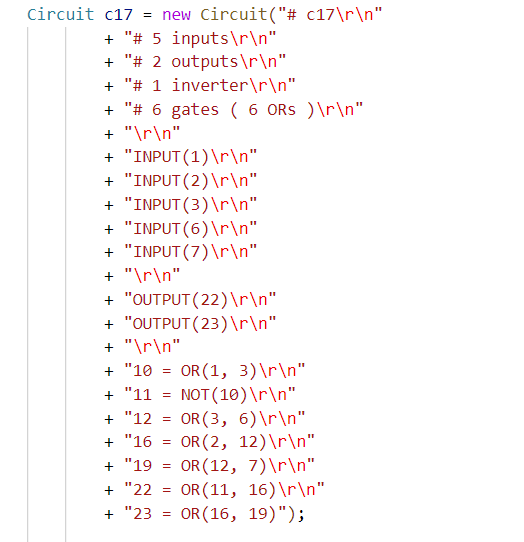 Circuit c17 = new Circuit("# c17\r\n"
+ "# 5 inputs\r\n"
+ "# 2 outputs\r\n"
+ "# 1 inverter\r\n"
+ "# 6 gates ( 6 ORs )\r\n"
+ "\r\n"
+ "INPUT(1)\r\n"
+ "INPUT(2)\r\n"
+ "INPUT(3)\r\n"
+ "INPUT(6)\r\n"
+ "INPUT(7)\r\n"
+ "\r\n"
+ "OUTPUT(22)\r\n"
+ "OUTPUT(23)\r\n"
+ "\r\n"
+ "10 = OR(1, 3)\r\n"
+ "11 = NOT(10)\r\n"
+ "12 = OR(3, 6)\r\n"
+ "16 = OR(2, 12)\r\n"
+ "19 = OR(12, 7)\r\n"
+ "22 = OR(11, 16)\r\n"
+ "23 = OR(16, 19)");